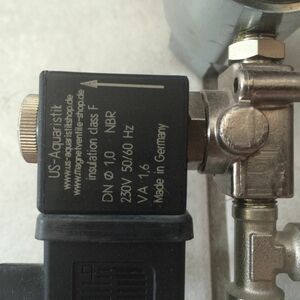 US-Aquaristik
www.us-aquaristikshop.de
www.magnetventile-shop.de
insulation class F
DN Ø 1,0 NBR
230V 50/60 Hz
VA 1,6
Made in Germany